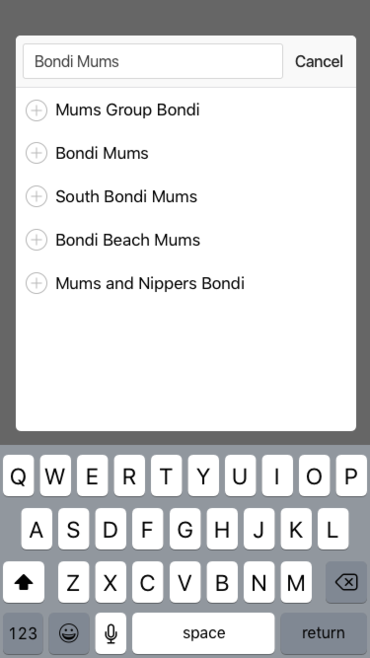 Bondi Mums Cancel
Mums Group Bondi
Bondi Mums
South Bondi Mums
Bondi Beach Mums
Mums and Nippers Bondi
Q W E R T Y U I O P
A S D F G H J K L
Z X C V B N M
123 space return